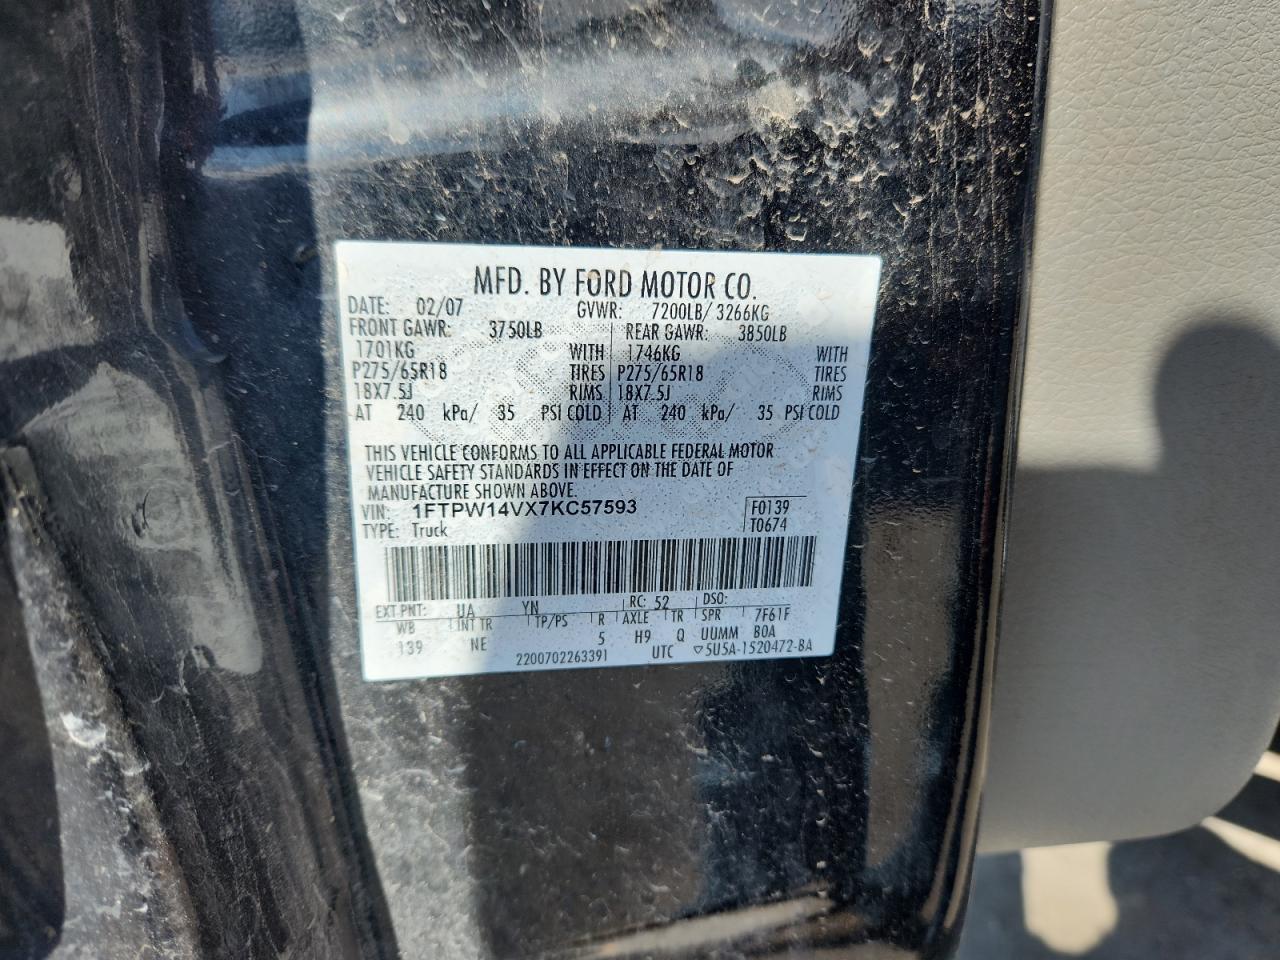 MFD. BY FORD MOTOR CO.
DATE: 02/07 GVWR: 7200LB/ 3266KG
FRONT GAWR: 3750LB REAR GAWR: 3850LB
1701KG WITH 1746KG WITH
P275/65R18 TIRES P275/65R18 TIRES
18X7.5J RIMS 18X7.5J RIMS
AT 240 kPa/ 35 PSI COLD AT 240 kPa/ 35 PSI COLD
THIS VEHICLE CONFORMS TO ALL APPLICABLE FEDERAL MOTOR
VEHICLE SAFETY STANDARDS IN EFFECT ON THE DATE OF
MANUFACTURE SHOWN ABOVE.
VIN: 1FTPW14VX7KC57593 F0139
TYPE: Truck T0674
EXT PNT: UA YN RC: 52 DSO:
WB INT TR TP/PS R AXLE TR SPR 7F61F
139 NE 5 H9 Q UUMM BOA
2200702263391 UTC ▽5U5A-1520472-BA